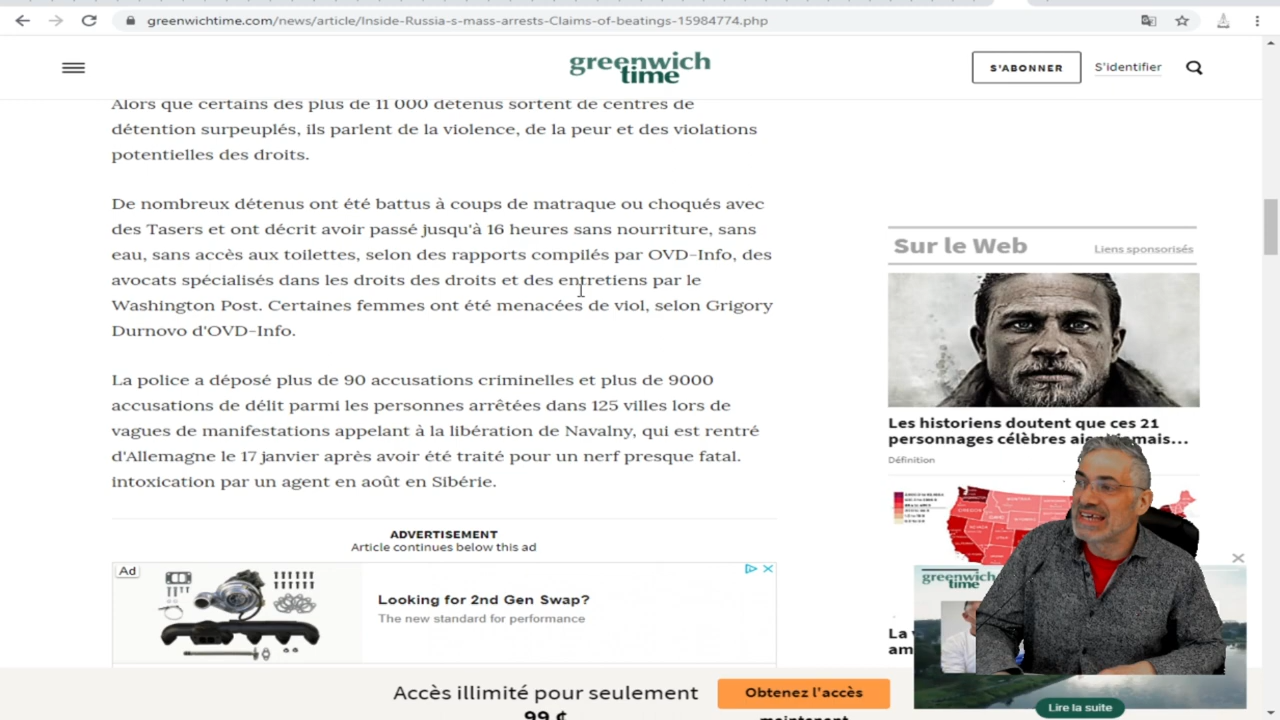 greenwichtime.com/news/article/Inside-Russia-s-mass-arrests-Claims-of-beatings-15984774.php
greenwich
time
S'ABONNER
S'identifier
Alors que certains des plus de 11 000 détenus sortent de centres de
détention surpeuplés, ils parlent de la violence, de la peur et des violations
potentielles des droits.
De nombreux détenus ont été battus à coups de matraque ou choqués avec
des Tasers et ont décrit avoir passé jusqu'à 16 heures sans nourriture, sans
eau, sans accès aux toilettes, selon des rapports compilés par OVD-Info, des
avocats spécialisés dans les droits des droits et des entretiens par le
Washington Post. Certaines femmes ont été menacées de viol, selon Grigory
Durnovo d'OVD-Info.
La police a déposé plus de 90 accusations criminelles et plus de 9000
accusations de délit parmi les personnes arrêtées dans 125 villes lors de
vagues de manifestations appelant à la libération de Navalny, qui est rentré
d'Allemagne le 17 janvier après avoir été traité pour un nerf presque fatal.
intoxication par un agent en août en Sibérie.
ADVERTISEMENT
Article continues below this ad
Ad
Looking for 2nd Gen Swap?
The new standard for performance
Sur le Web
Liens sponsorisés
Les historiens doutent que ces 21
personnages célèbres
Définition
La
greenwich
time
Lire la suite
Accès illimité pour seulement
99 ¢
Obtenez l'accès
maintenant